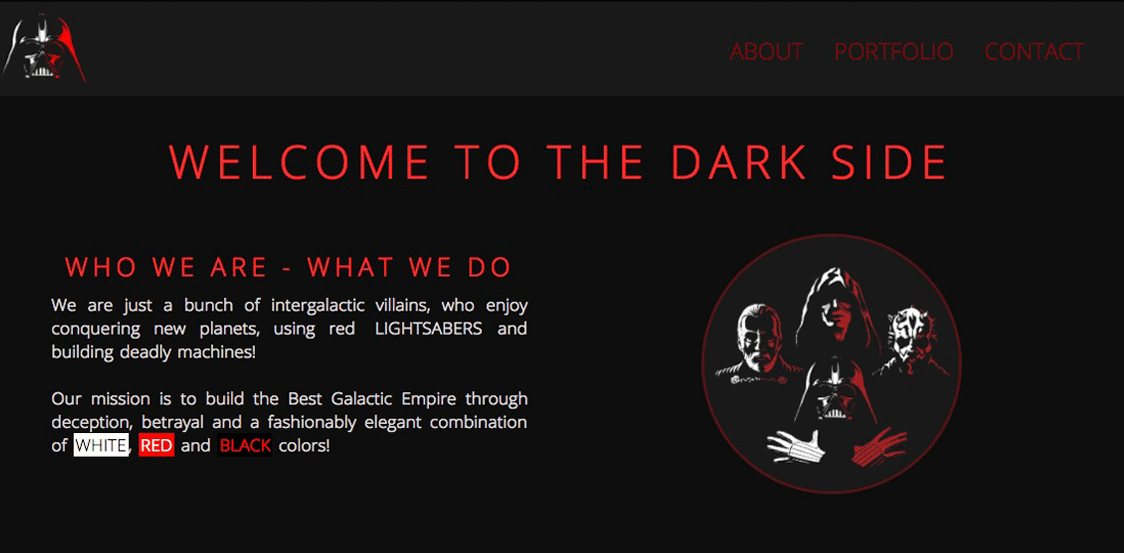 ABOUT PORTFOLIO CONTACT
WELCOME TO THE DARK SIDE
WHO WE ARE - WHAT WE DO
We are just a bunch of intergalactic villains, who enjoy
conquering new planets, using red LIGHTSABERS and
building deadly machines!
Our mission is to build the Best Galactic Empire through
deception, betrayal and a fashionably elegant combination
of WHITE, RED and BLACK colors!